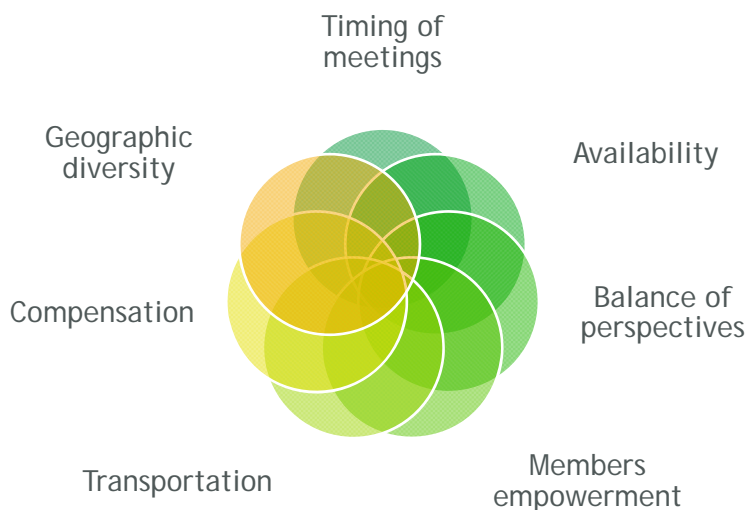 Timing of
meetings
Geographic
diversity
Availability
Compensation
Balance of
perspectives
Transportation
Members
empowerment